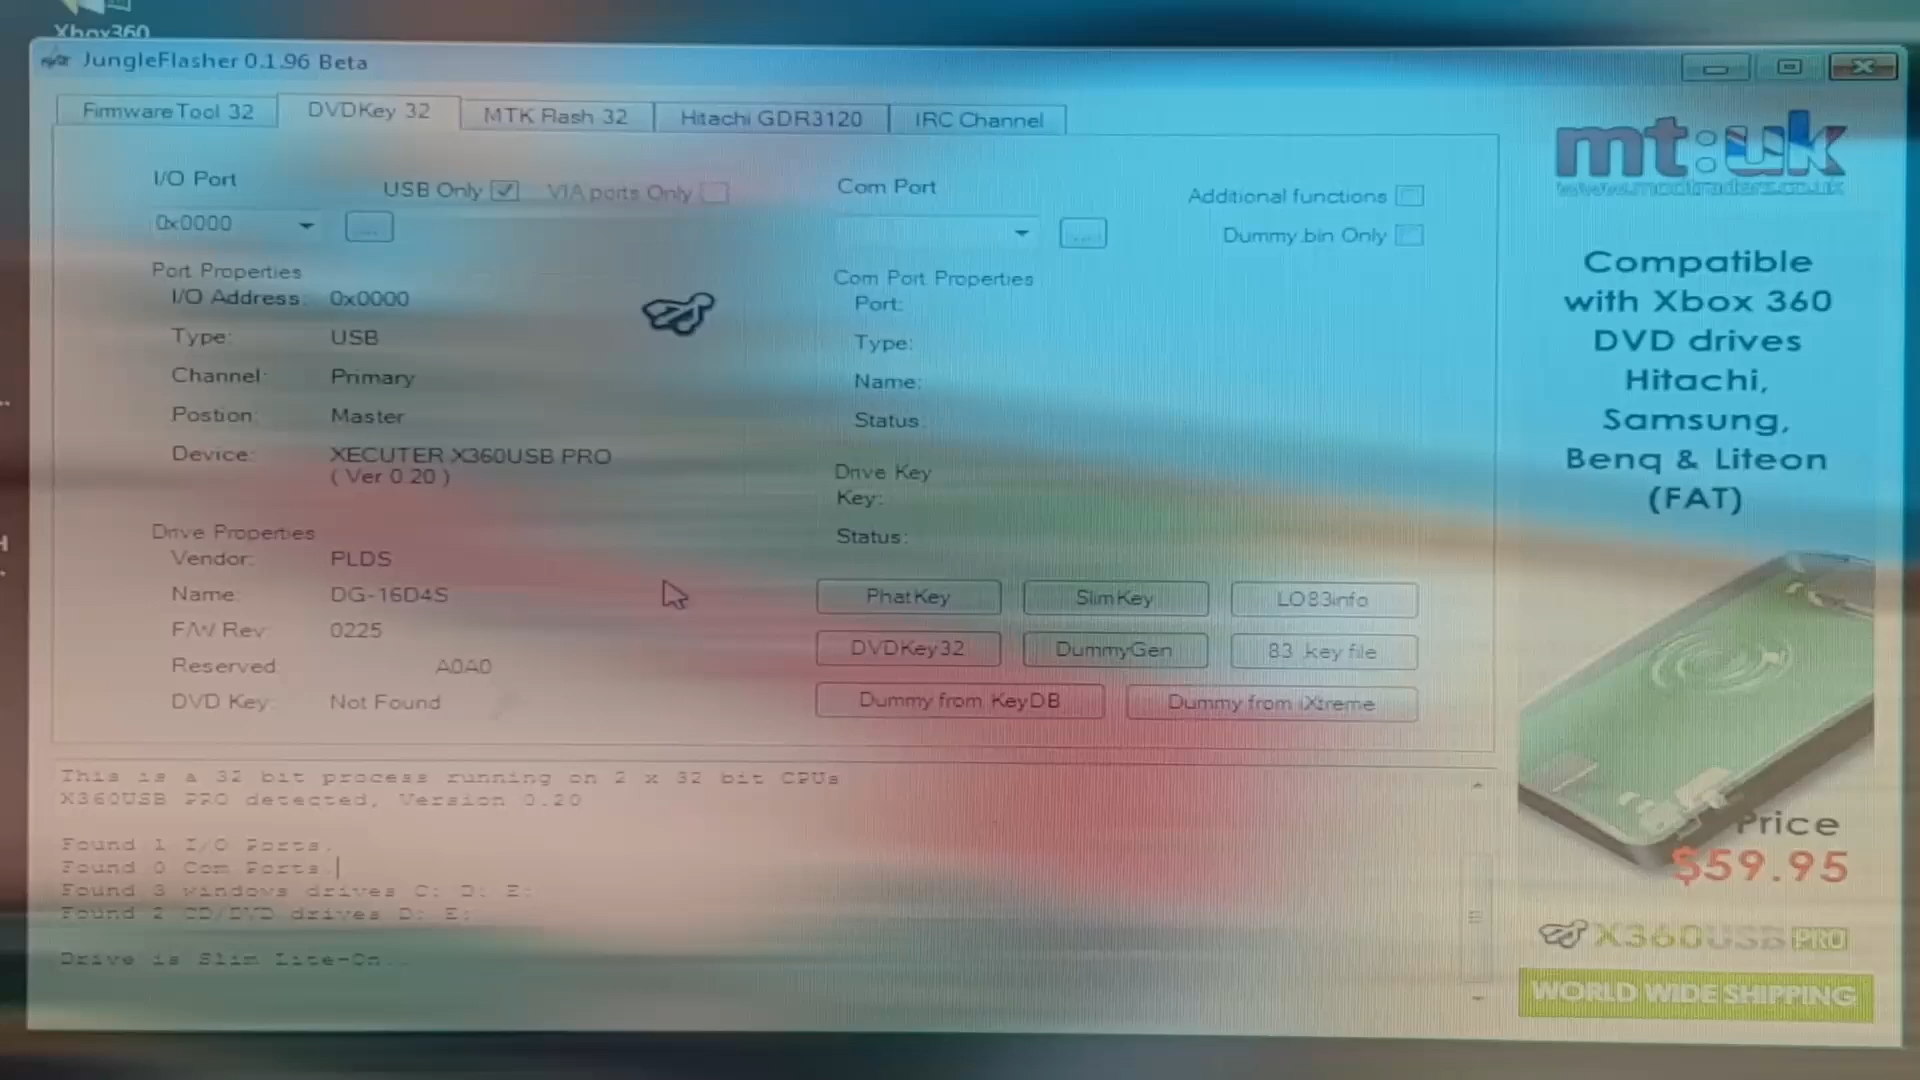 Xbox360
JungleFlasher 0.1.96 Beta
Firmware Tool 32
DVDKey 32
MTK Flash 32
Hitachi GDR3120
IRC Channel
I/O Port
USB Only
VIA ports Only
0x0000
...
Port Properties
I/O Address: 0x0000
Type: USB
Channel: Primary
Postion: Master
Device: XECUTER X360USB PRO
( Ver 0.20 )
Drive Properties
Vendor: PLDS
Name: DG-16D4S
F/W Rev: 0225
Reserved: A0A0
DVD Key: Not Found
Com Port
...
Additional functions
Dummy.bin Only
Com Port Properties
Port:
Type:
Name:
Status:
Drive Key
Key:
Status:
PhatKey
SlimKey
LO83info
DVDKey32
DummyGen
83 .key file
Dummy from KeyDB
Dummy from iXtreme
This is a 32 bit process running on 2 x 32 bit CPUs
X360USB PRO detected, Version 0.20
Found 1 I/O Ports.
Found 0 Com Ports.
Found 3 windows drives C: D: E:
Found 2 CD/DVD drives D: E:
Drive is Slim Lite-On..
mt:uk
www.modtraders.co.uk
Compatible
with Xbox 360
DVD drives
Hitachi,
Samsung,
Benq & Liteon
(FAT)
Price
$59.95
X360USB PRO
WORLD WIDE SHIPPING